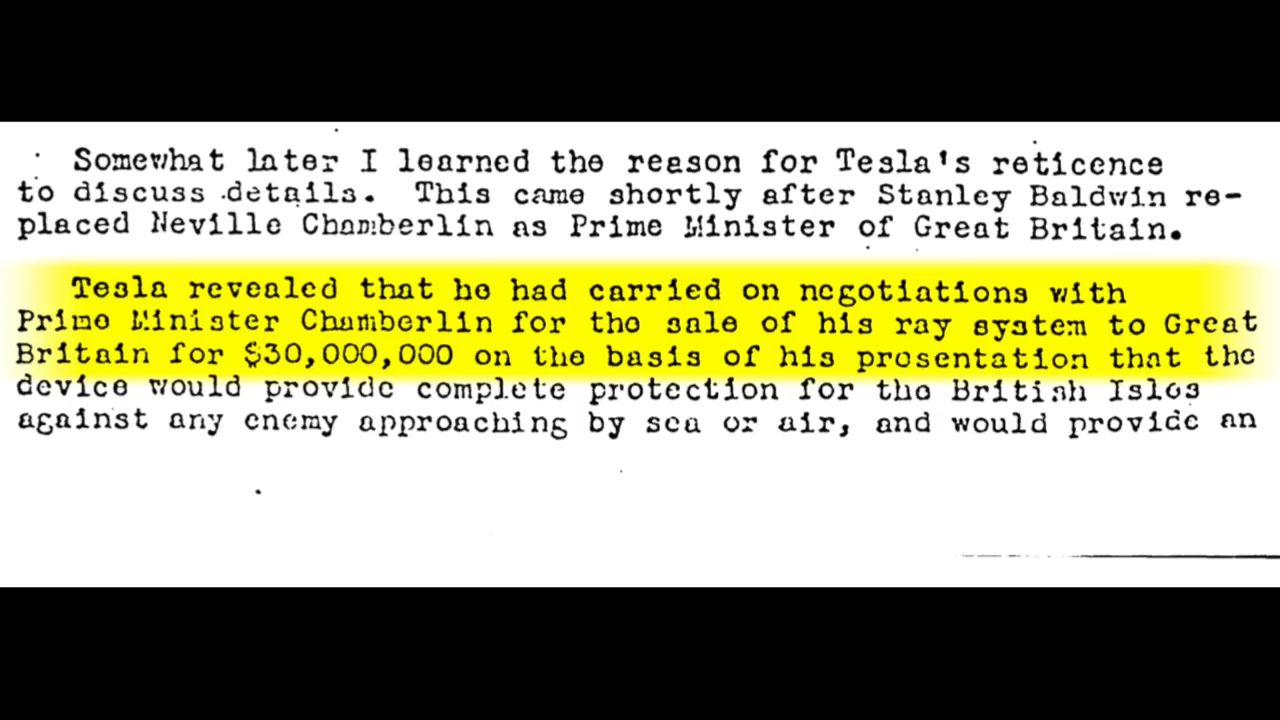 Somewhat later I learned the reason for Tesla's reticence
to discuss details. This came shortly after Stanley Baldwin re-
placed Neville Chamberlin as Prime Minister of Great Britain.
Tesla revealed that he had carried on negotiations with
Prime Minister Chamberlin for the sale of his ray system to Great
Britain for $30,000,000 on the basis of his presentation that the
device would provide complete protection for the British Isles
against any enemy approaching by sea or air, and would provide an